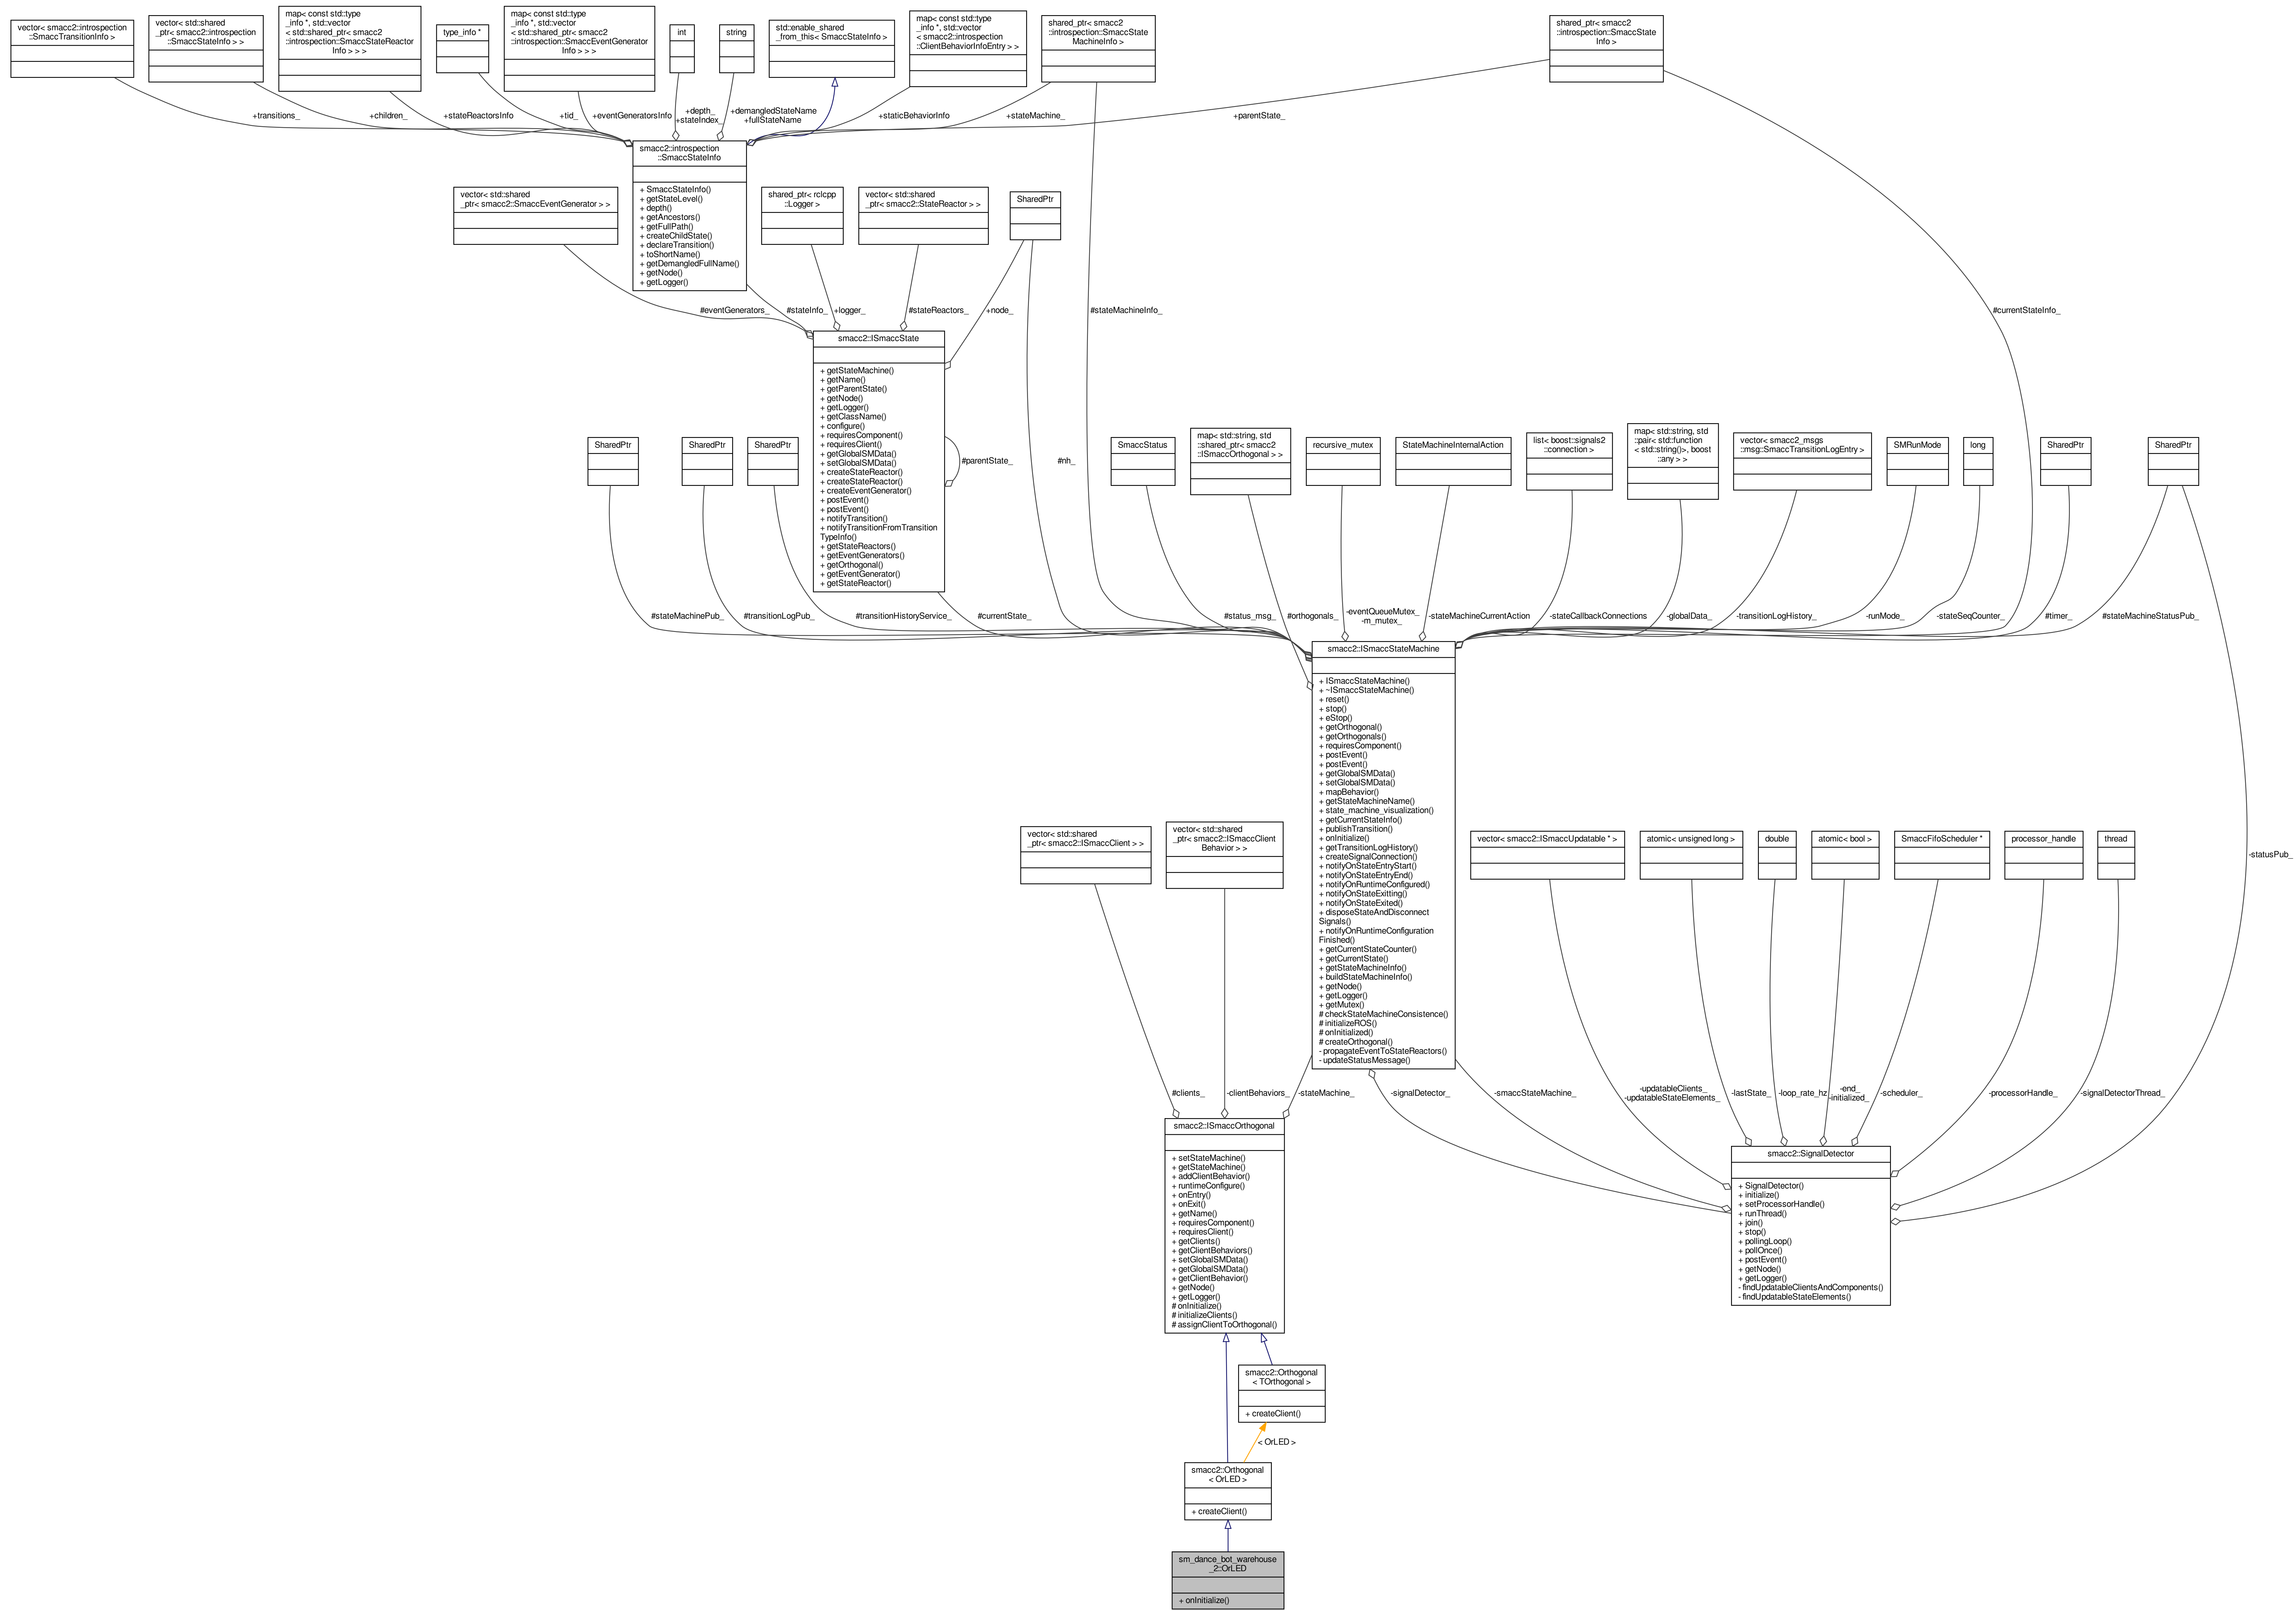 vector< smacc2::introspection
::SmaccTransitionInfo >
vector< std::shared
_ptr< smacc2::introspection
::SmaccStateInfo > >
map< const std::type
_info *, std::vector
< std::shared_ptr< smacc2
::introspection::SmaccStateReactor
Info > > >
type_info *
map< const std::type
_info *, std::vector
< std::shared_ptr< smacc2
::introspection::SmaccEventGenerator
Info > > >
int
string
std::enable_shared
_from_this< SmaccStateInfo >
map< const std::type
_info *, std::vector
< smacc2::introspection
::ClientBehaviorInfoEntry > >
shared_ptr< smacc2
::introspection::SmaccState
MachineInfo >
shared_ptr< smacc2
::introspection::SmaccState
Info >
+transitions_
+children_
+stateReactorsInfo
+tid_
+eventGeneratorsInfo
+depth_
+stateIndex_
+demangledStateName
+fullStateName
+staticBehaviorInfo
+stateMachine_
+parentState_
smacc2::introspection
::SmaccStateInfo
+ SmaccStateInfo()
+ getStateLevel()
+ depth()
+ getAncestors()
+ getFullPath()
+ createChildState()
+ declareTransition()
+ toShortName()
+ getDemangledFullName()
+ getNode()
+ getLogger()
vector< std::shared
_ptr< smacc2::SmaccEventGenerator > >
shared_ptr< rclcpp
::Logger >
vector< std::shared
_ptr< smacc2::StateReactor > >
SharedPtr
#eventGenerators_
#stateInfo_
+logger_
#stateReactors_
+node_
#stateMachineInfo_
#currentStateInfo_
smacc2::ISmaccState
+ getStateMachine()
+ getName()
+ getParentState()
+ getNode()
+ getLogger()
+ getClassName()
+ configure()
+ requiresComponent()
+ requiresClient()
+ getGlobalSMData()
+ setGlobalSMData()
+ createStateReactor()
+ createStateReactor()
+ createEventGenerator()
+ postEvent()
+ postEvent()
+ notifyTransition()
+ notifyTransitionFromTransition
TypeInfo()
+ getStateReactors()
+ getEventGenerators()
+ getOrthogonal()
+ getEventGenerator()
+ getStateReactor()
#parentState_
#nh_
SharedPtr
SharedPtr
SharedPtr
SmaccStatus
map< std::string, std
::shared_ptr< smacc2
::ISmaccOrthogonal > >
recursive_mutex
StateMachineInternalAction
list< boost::signals2
::connection >
map< std::string, std
::pair< std::function
< std::string()>, boost
::any > >
vector< smacc2_msgs
::msg::SmaccTransitionLogEntry >
SMRunMode
long
SharedPtr
SharedPtr
#stateMachinePub_
#transitionLogPub_
#transitionHistoryService_
#currentState_
#status_msg_
#orthogonals_
-eventQueueMutex_
-m_mutex_
-stateMachineCurrentAction
-stateCallbackConnections
-globalData_
-transitionLogHistory_
-runMode_
-stateSeqCounter_
#timer_
#stateMachineStatusPub_
smacc2::ISmaccStateMachine
+ ISmaccStateMachine()
+ ~ISmaccStateMachine()
+ reset()
+ stop()
+ eStop()
+ getOrthogonal()
+ getOrthogonals()
+ requiresComponent()
+ postEvent()
+ postEvent()
+ getGlobalSMData()
+ setGlobalSMData()
+ mapBehavior()
+ getStateMachineName()
+ state_machine_visualization()
+ getCurrentStateInfo()
+ publishTransition()
+ onInitialize()
+ getTransitionLogHistory()
+ createSignalConnection()
+ notifyOnStateEntryStart()
+ notifyOnStateEntryEnd()
+ notifyOnRuntimeConfigured()
+ notifyOnStateExitting()
+ notifyOnStateExited()
+ disposeStateAndDisconnect
Signals()
+ notifyOnRuntimeConfiguration
Finished()
+ getCurrentStateCounter()
+ getCurrentState()
+ getStateMachineInfo()
+ buildStateMachineInfo()
+ getNode()
+ getLogger()
+ getMutex()
# checkStateMachineConsistence()
# initializeROS()
# onInitialized()
# createOrthogonal()
- propagateEventToStateReactors()
- updateStatusMessage()
vector< std::shared
_ptr< smacc2::ISmaccClient > >
vector< std::shared
_ptr< smacc2::ISmaccClient
Behavior > >
vector< smacc2::ISmaccUpdatable * >
atomic< unsigned long >
double
atomic< bool >
SmaccFifoScheduler *
processor_handle
thread
-statusPub_
#clients_
-clientBehaviors_
-stateMachine_
-signalDetector_
-smaccStateMachine_
-updatableClients_
-updatableStateElements_
-lastState_
-loop_rate_hz
-end_
-initialized_
-scheduler_
-processorHandle_
-signalDetectorThread_
smacc2::ISmaccOrthogonal
+ setStateMachine()
+ getStateMachine()
+ addClientBehavior()
+ runtimeConfigure()
+ onEntry()
+ onExit()
+ getName()
+ requiresComponent()
+ requiresClient()
+ getClients()
+ getClientBehaviors()
+ setGlobalSMData()
+ getGlobalSMData()
+ getClientBehavior()
+ getNode()
+ getLogger()
# onInitialize()
# initializeClients()
# assignClientToOrthogonal()
smacc2::SignalDetector
+ SignalDetector()
+ initialize()
+ setProcessorHandle()
+ runThread()
+ join()
+ stop()
+ pollingLoop()
+ pollOnce()
+ postEvent()
+ getNode()
+ getLogger()
- findUpdatableClientsAndComponents()
- findUpdatableStateElements()
smacc2::Orthogonal
< TOrthogonal >
+ createClient()
< OrLED >
smacc2::Orthogonal
< OrLED >
+ createClient()
sm_dance_bot_warehouse
_2::OrLED
+ onInitialize()